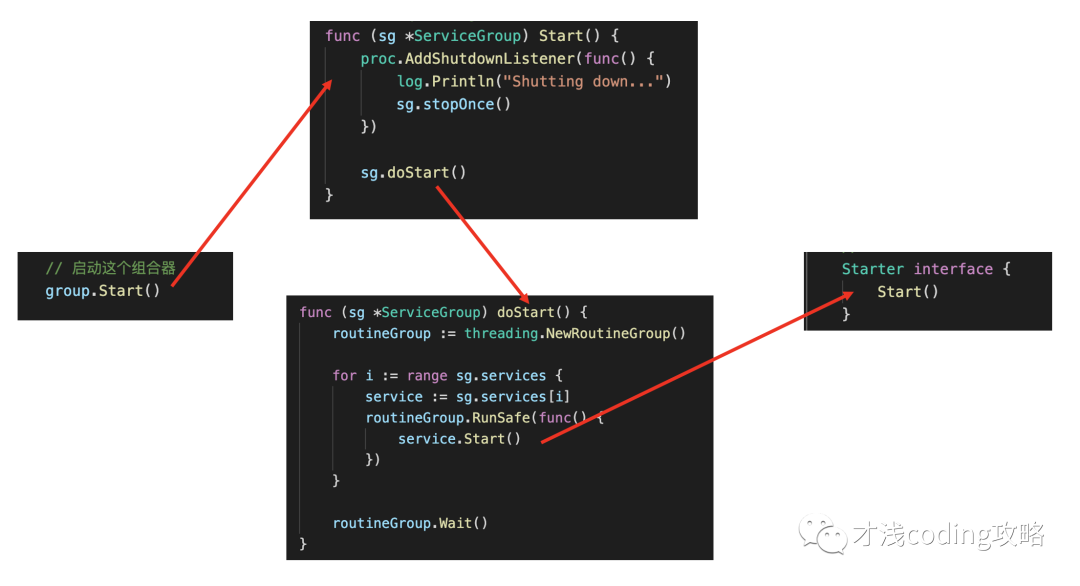 func (sg *ServiceGroup) Start() {
    proc.AddShutdownListener(func() {
        log.Println("Shutting down...")
        sg.stopOnce()
    })

    sg.doStart()
}
// 启动这个组合器
group.Start()
func (sg *ServiceGroup) doStart() {
    routineGroup := threading.NewRoutineGroup()

    for i := range sg.services {
        service := sg.services[i]
        routineGroup.RunSafe(func() {
            service.Start()
        })
    }

    routineGroup.Wait()
}
Starter interface {
    Start()
}
才浅coding攻略